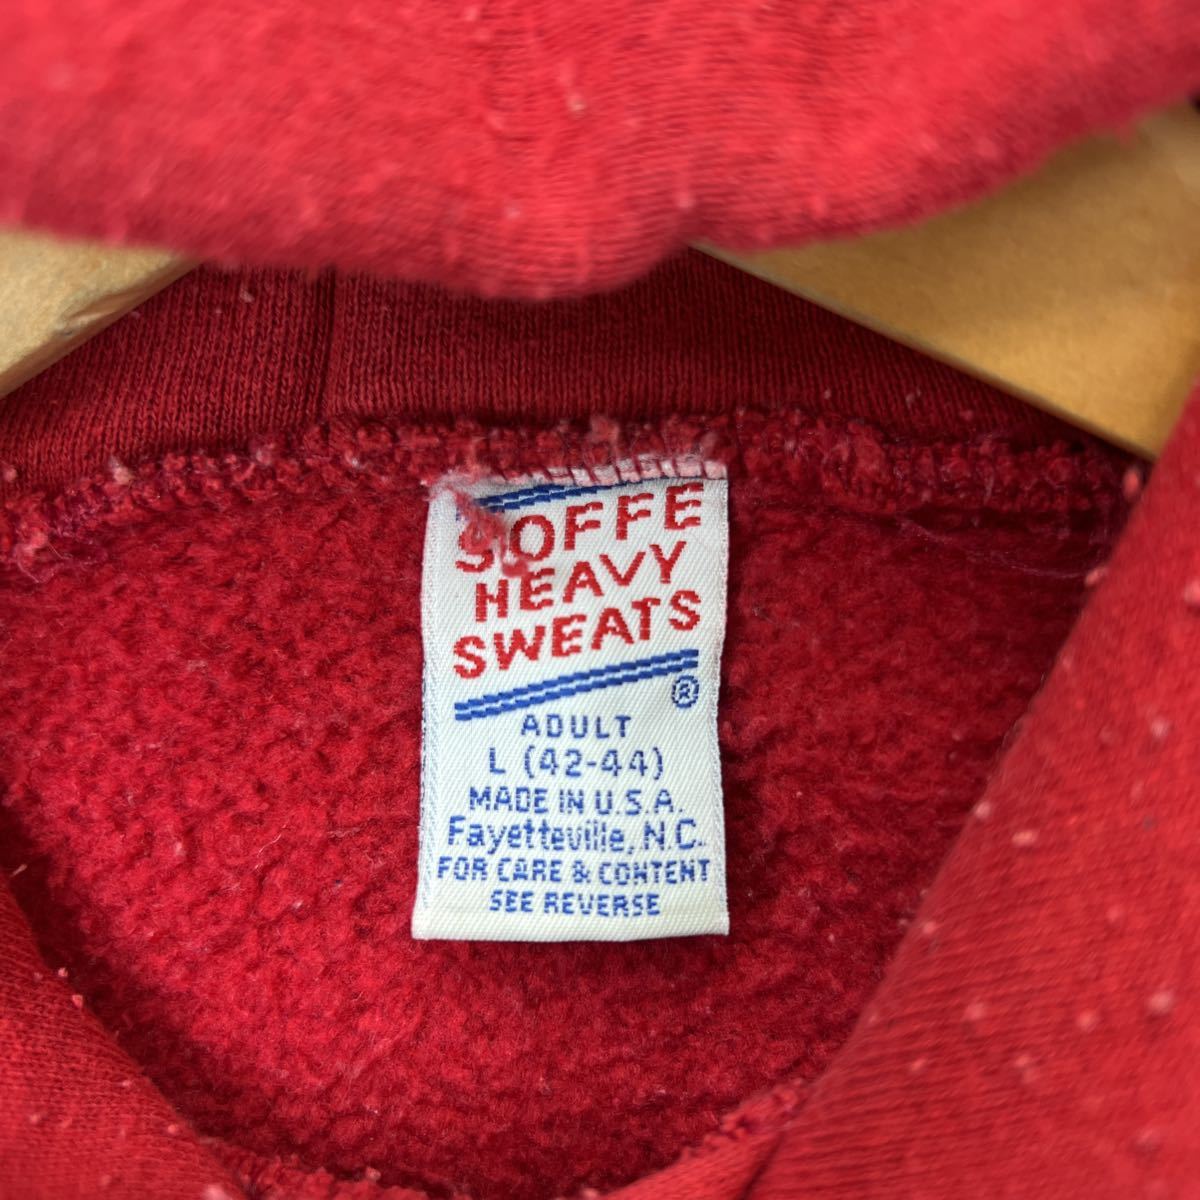 SOFFE
HEAVY
SWEATS
®
ADULT
L (42-44)
MADE IN U.S.A.
Fayetteville, N.C.
FOR CARE & CONTENT
SEE REVERSE